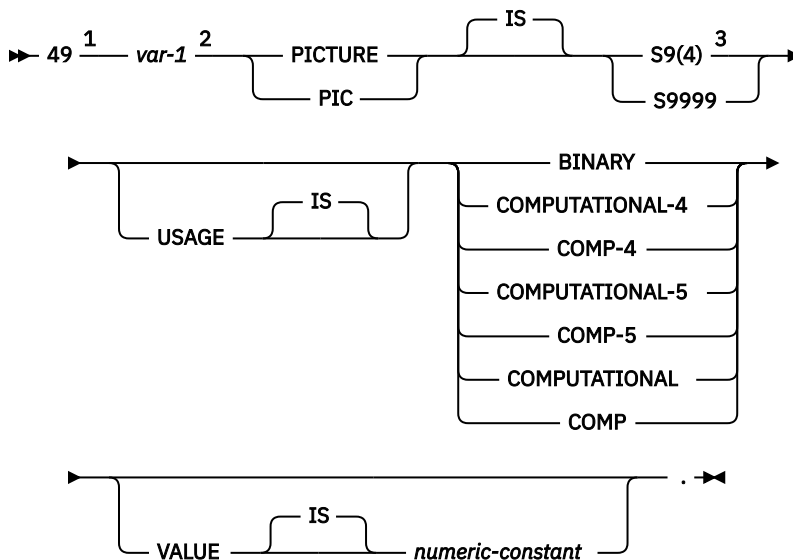 IS
49 1 var-1 2 PICTURE S9(4) 3
PIC S9999
BINARY
IS COMPUTATIONAL-4
USAGE
COMP-4
COMPUTATIONAL-5
COMP-5
COMPUTATIONAL
COMP
.
IS
VALUE numeric-constant